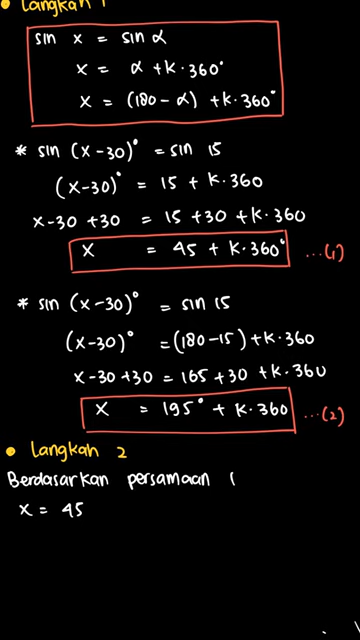 • Langkah 1
sin x = sin α
x = α + k·360°
x = (180 - α) + k·360°
* sin (x-30)° = sin 15
(x-30)° = 15 + k·360
x-30 +30 = 15 + 30 + k·360
x = 45 + k·360° ...(1)
* sin (x-30)° = sin 15
(x-30)° = (180-15) + k·360
x-30+30 = 165 + 30 + k·360
x = 195° + k·360 ...(2)
• Langkah 2
Berdasarkan persamaan (
x = 45